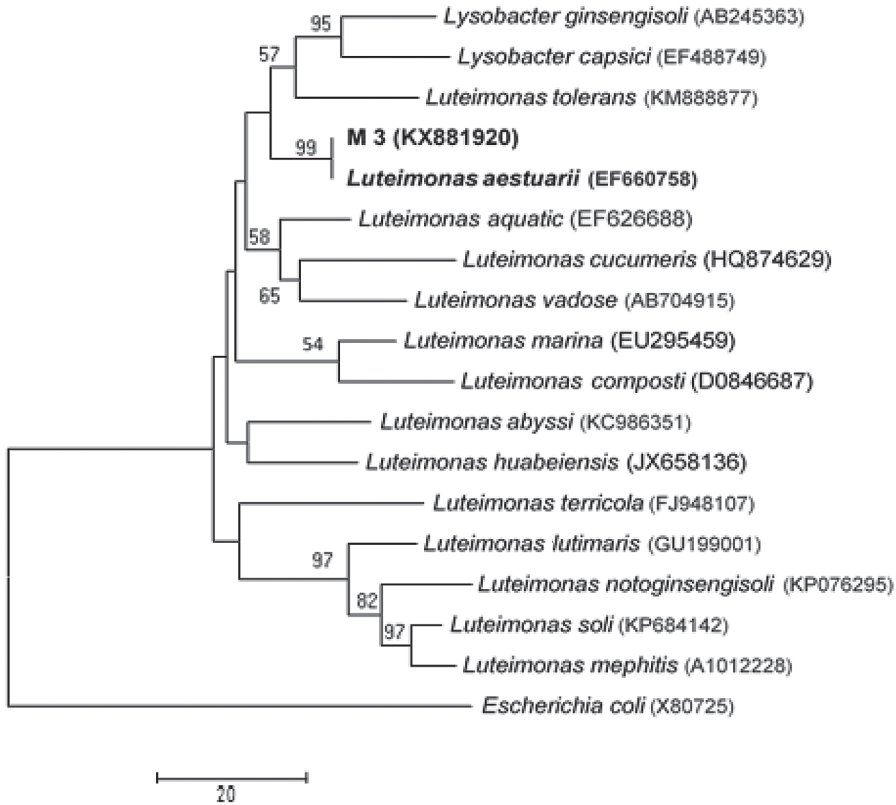 95
Lysobacter ginsengisoli (AB245363)
57
Lysobacter capsici (EF488749)
Luteimonas tolerans (KM888877)
M 3 (KX881920)
99
Luteimonas aestuarii (EF660758)
Luteimonas aquatic (EF626688)
58
Luteimonas cucumeris (HQ874629)
65
Luteimonas vadose (AB704915)
54
Luteimonas marina (EU295459)
Luteimonas composti (D0846687)
Luteimonas abyssi (KC986351)
Luteimonas huabeiensis (JX658136)
Luteimonas terricola (FJ948107)
97
Luteimonas lutimaris (GU199001)
Luteimonas notoginsengisoli (KP076295)
82
Luteimonas soli (KP684142)
97
Luteimonas mephitis (A1012228)
Escherichia coli (X80725)
20